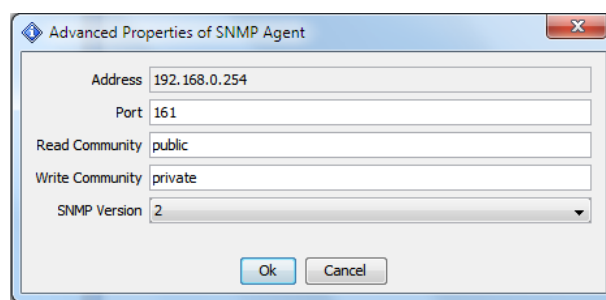 Advanced Properties of SNMP Agent
Address 192.168.0.254
Port 161
Read Community public
Write Community private
SNMP Version 2
Ok Cancel